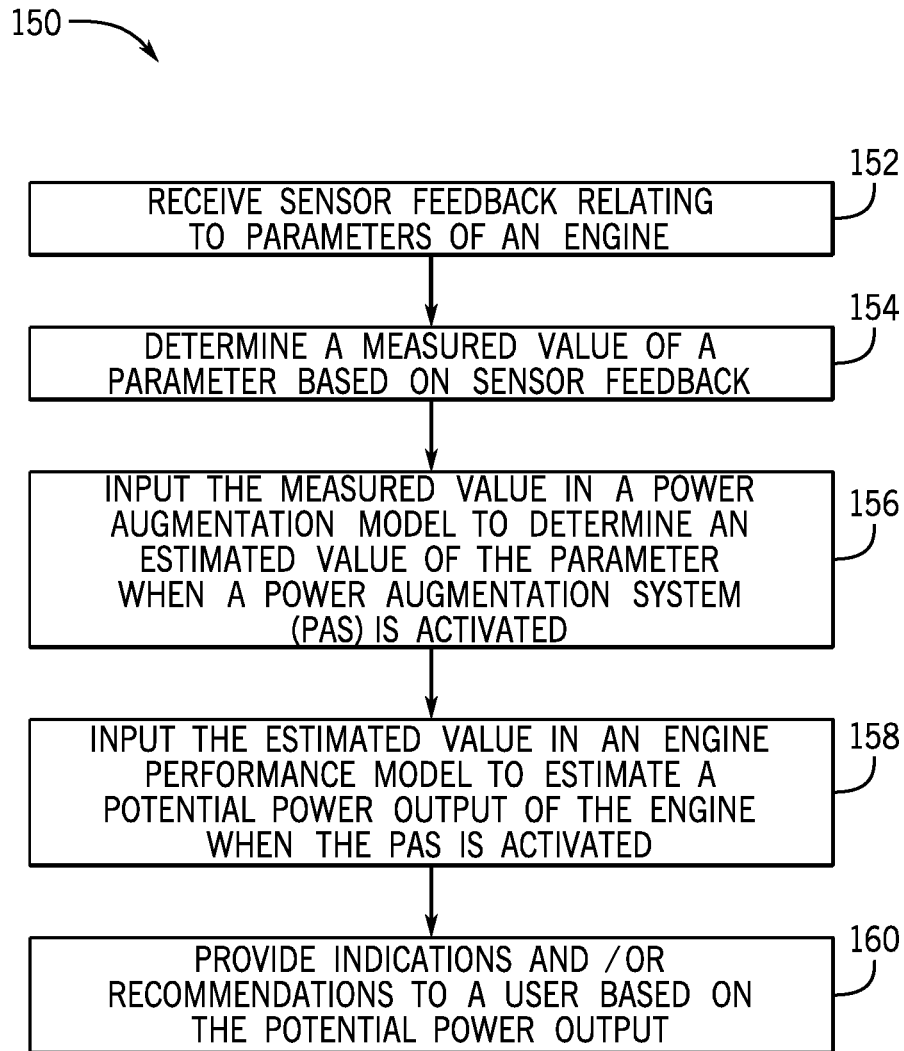 150
152
RECEIVE SENSOR FEEDBACK RELATING
TO PARAMETERS OF AN ENGINE
154
DETERMINE A MEASURED VALUE OF A
PARAMETER BASED ON SENSOR FEEDBACK
156
INPUT THE MEASURED VALUE IN A POWER
AUGMENTATION MODEL TO DETERMINE AN
ESTIMATED VALUE OF THE PARAMETER
WHEN A POWER AUGMENTATION SYSTEM
(PAS) IS ACTIVATED
158
INPUT THE ESTIMATED VALUE IN AN ENGINE
PERFORMANCE MODEL TO ESTIMATE A
POTENTIAL POWER OUTPUT OF THE ENGINE
WHEN THE PAS IS ACTIVATED
160
PROVIDE INDICATIONS AND /OR
RECOMMENDATIONS TO A USER BASED ON
THE POTENTIAL POWER OUTPUT